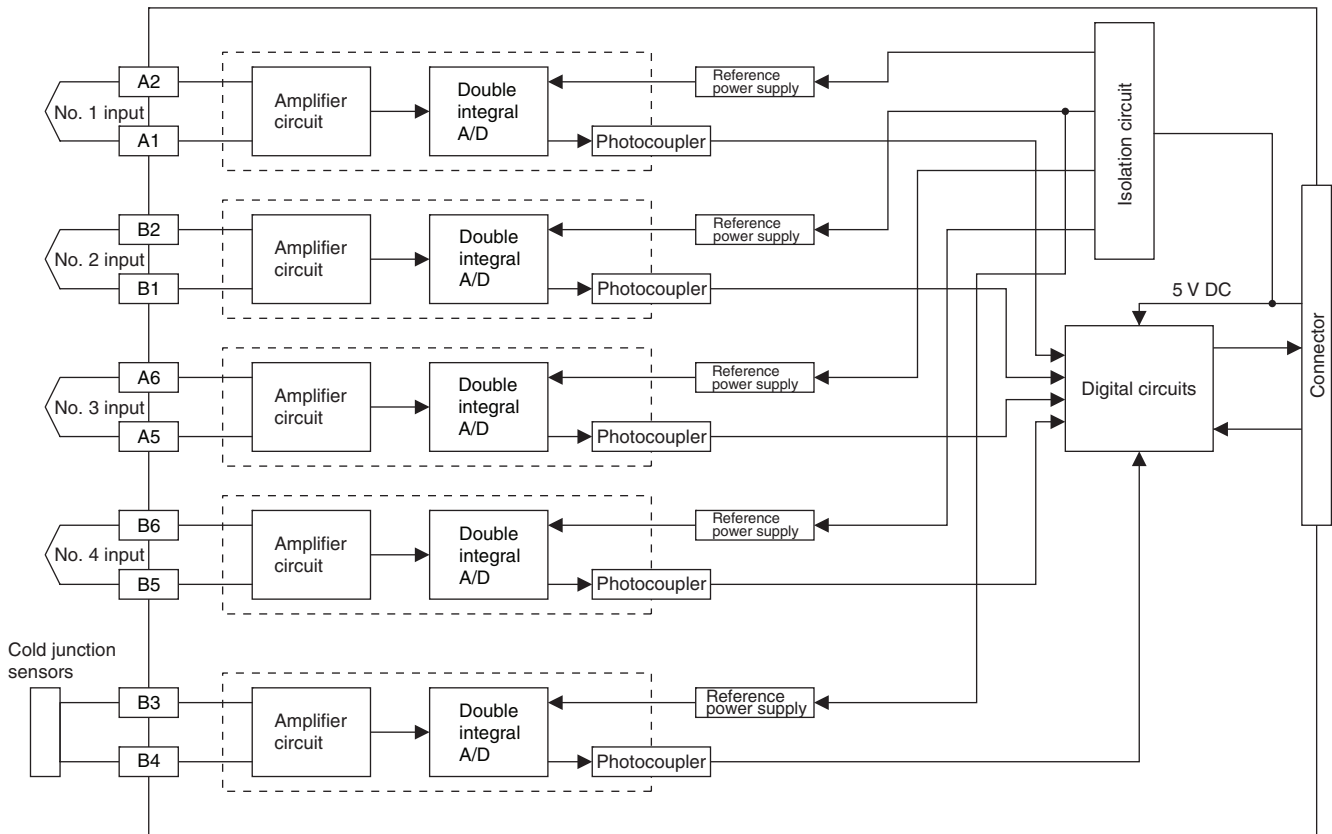 A2
No. 1 input
A1
Amplifier
circuit
Double
integral
A/D
Reference
power supply
Photocoupler
B2
No. 2 input
B1
Amplifier
circuit
Double
integral
A/D
Reference
power supply
Photocoupler
A6
No. 3 input
A5
Amplifier
circuit
Double
integral
A/D
Reference
power supply
Photocoupler
B6
No. 4 input
B5
Amplifier
circuit
Double
integral
A/D
Reference
power supply
Photocoupler
Cold junction
sensors
B3
B4
Amplifier
circuit
Double
integral
A/D
Reference
power supply
Photocoupler
Isolation circuit
5 V DC
Digital circuits
Connector